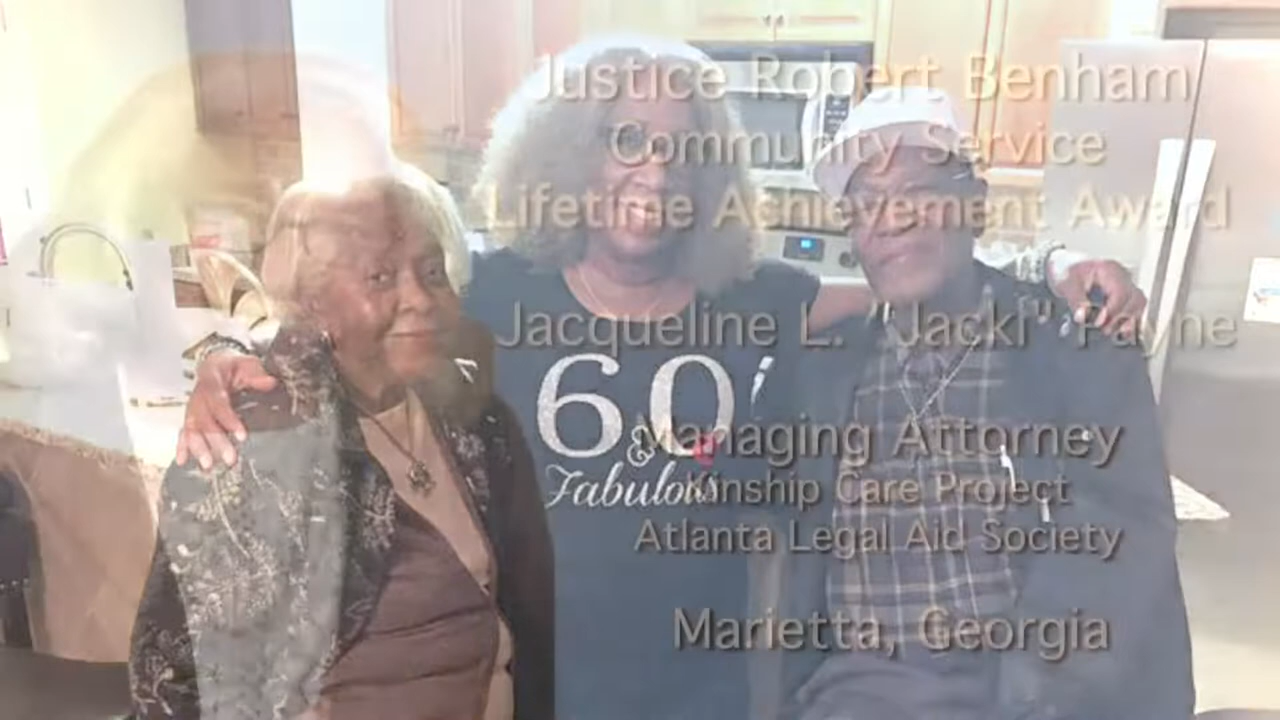 Justice Robert Benham
Community Service
Lifetime Achievement Award
Jacqueline L. "Jacki" Payne
60
&
Fabulous
Managing Attorney
Kinship Care Project
Atlanta Legal Aid Society
Marietta, Georgia